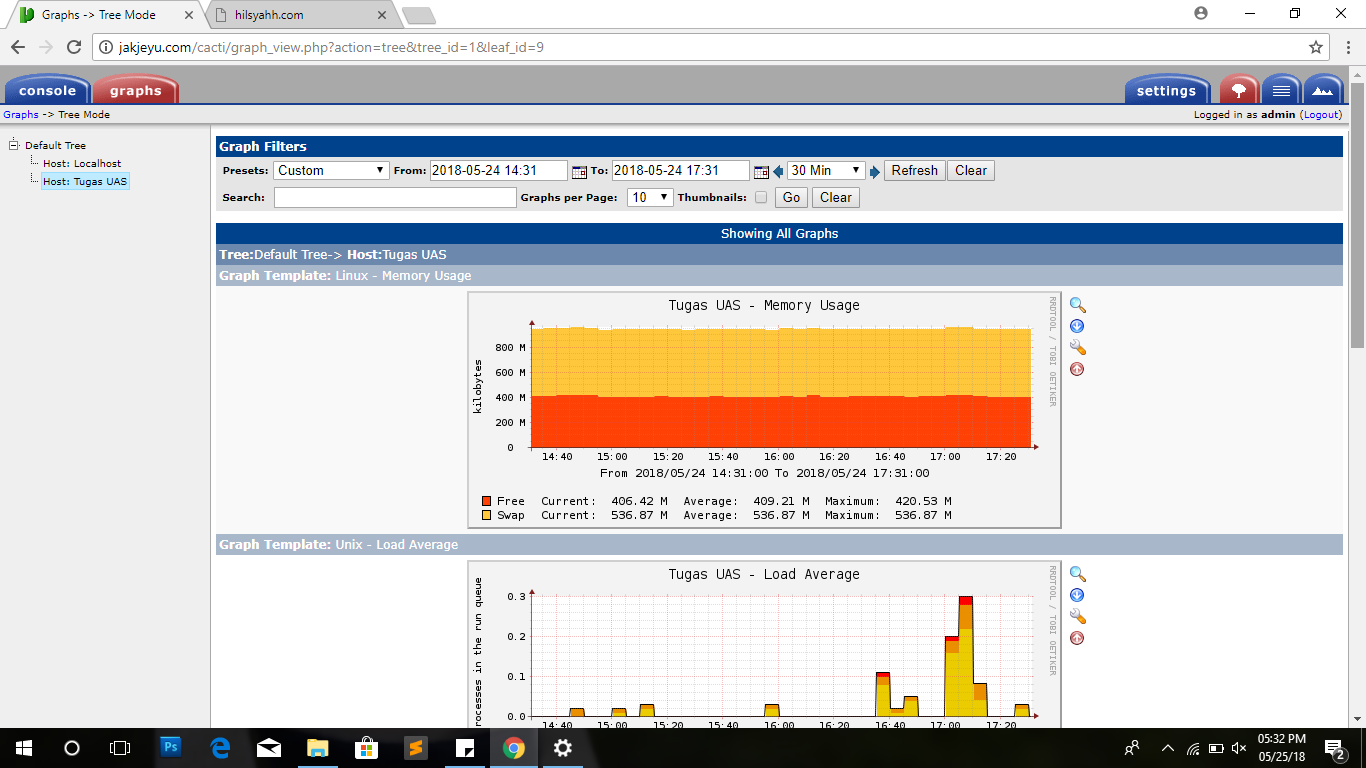 Graphs -> Tree Mode
hilsyahh.com
jakjeyu.com/cacti/graph_view.php?action=tree&tree_id=1&leaf_id=9
console graphs settings
Graphs -> Tree Mode Logged in as admin (Logout)
Default Tree
Host: Localhost
Host: Tugas UAS
Graph Filters
Presets: Custom From: 2018-05-24 14:31 To: 2018-05-24 17:31 30 Min Refresh Clear
Search: Graphs per Page: 10 Thumbnails: Go Clear
Showing All Graphs
Tree:Default Tree-> Host:Tugas UAS
Graph Template: Linux - Memory Usage
Tugas UAS - Memory Usage
RRDTOOL / TOBI OETIKER
kilobytes
800 M
600 M
400 M
200 M
0
14:40 15:00 15:20 15:40 16:00 16:20 16:40 17:00 17:20
From 2018/05/24 14:31:00 To 2018/05/24 17:31:00
Free Current: 406.42 M Average: 409.21 M Maximum: 420.53 M
Swap Current: 536.87 M Average: 536.87 M Maximum: 536.87 M
Graph Template: Unix - Load Average
Tugas UAS - Load Average
RRDTOOL / TOBI OETIKER
rocesses in the run queue
0.3
0.2
0.1
0.0
14:40 15:00 15:20 15:40 16:00 16:20 16:40 17:00 17:20
Ps
05:32 PM
05/25/18
2